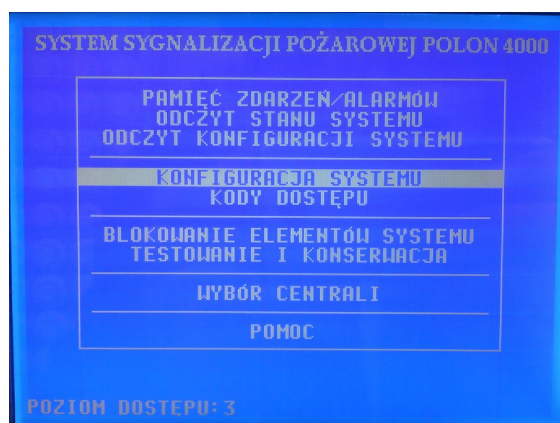 SYSTEM SYGNALIZACJI POŻAROWEJ POLON 4000
PAMIĘĆ ZDARZEŃ/ALARMÓW
ODCZYT STANU SYSTEMU
ODCZYT KONFIGURACJI SYSTEMU
KONFIGURACJA SYSTEMU
KODY DOSTĘPU
BLOKOWANIE ELEMENTÓW SYSTEMU
TESTOWANIE I KONSERWACJA
WYBÓR CENTRALI
POMOC
POZIOM DOSTĘPU: 3